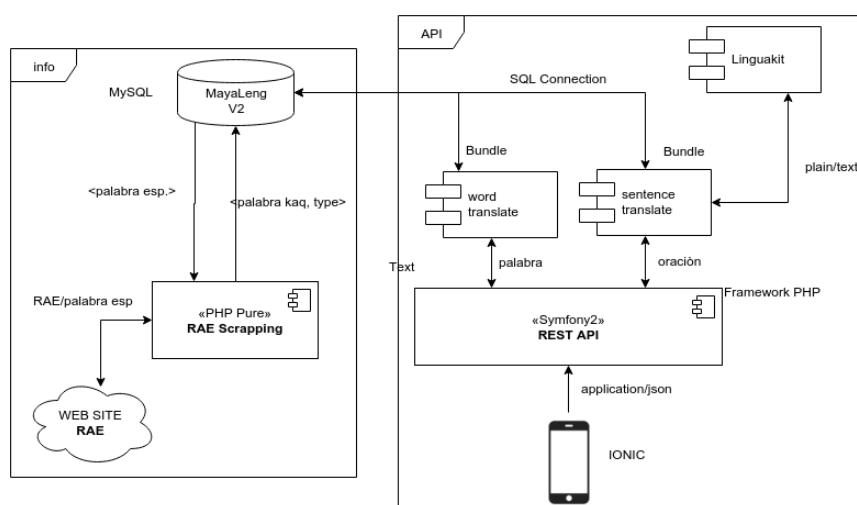 info
MySQL
MayaLeng
V2
<palabra esp.>
<palabra kaq, type>
RAE/palabra esp
«PHP Pure»
RAE Scrapping
WEB SITE
RAE
API
SQL Connection
Linguakit
Bundle
Bundle
plain/text
word
translate
sentence
translate
Text
palabra
oraciòn
Framework PHP
«Symfony2»
REST API
application/json
IONIC